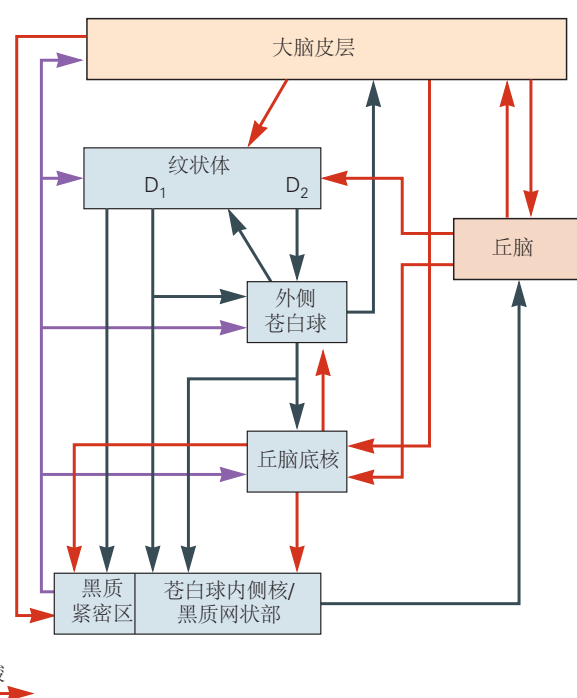 大脑皮层
纹状体
D1 D2
丘脑
外侧
苍白球
丘脑底核
黑质
紧密区
苍白球内侧核/
黑质网状部